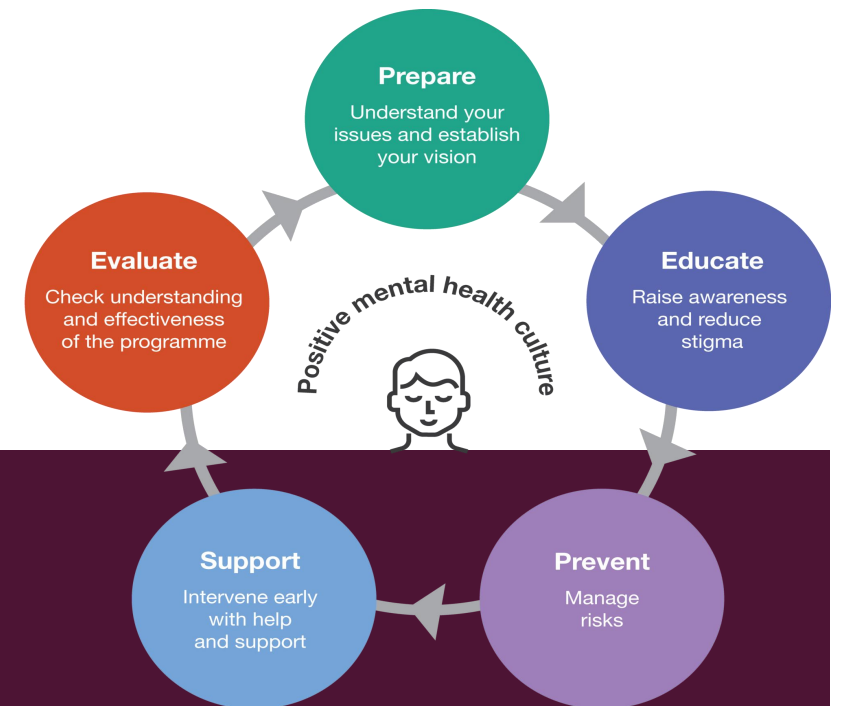 Prepare
Understand your
issues and establish
your vision
Educate
Raise awareness
and reduce
stigma
Prevent
Manage
risks
Support
Intervene early
with help
and support
Evaluate
Check understanding
and effectiveness
of the programme
Positive mental health culture